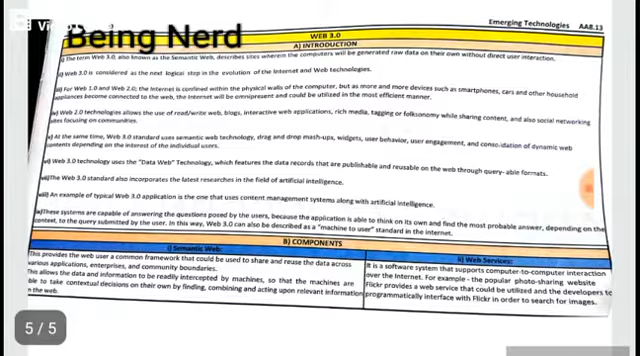 Being Nerd
Emerging Technologies AA8.13
WEB 3.0
A) INTRODUCTION
i) The term Web 3.0, also known as the Semantic Web, describes sites wherein the computers will be generated raw data on their own without direct user interaction.
ii) Web 3.0 is considered as the next logical step in the evolution of the Internet and Web technologies.
iii) For Web 1.0 and Web 2.0; the Internet is confined within the physical walls of the computer, but as more and more devices such as smartphones, cars and other household
appliances become connected to the web, the Internet will be omnipresent and could be utilized in the most efficient manner.
iv) Web 2.0 technologies allows the use of read/write web, blogs, interactive web applications, rich media, tagging or folksonomy while sharing content, and also social networking
sites focusing on communities.
v) At the same time, Web 3.0 standard uses semantic web technology, drag and drop mash-ups, widgets, user behavior, user engagement, and consolidation of dynamic web
contents depending on the interest of the individual users.
vi) Web 3.0 technology uses the "Data Web" Technology, which features the data records that are publishable and reusable on the web through query-able formats.
vii)The Web 3.0 standard also incorporates the latest researches in the field of artificial intelligence.
viii) An example of typical Web 3.0 application is the one that uses content management systems along with artificial intelligence.
ix)These systems are capable of answering the questions posed by the users, because the application is able to think on its own and find the most probable answer, depending on the
context, to the query submitted by the user. In this way, Web 3.0 can also be described as a "machine to user" standard in the internet.
B) COMPONENTS
i) Semantic Web:
This provides the web user a common framework that could be used to share and reuse the data across
various applications, enterprises, and community boundaries.
This allows the data and information to be readily intercepted by machines, so that the machines are
able to take contextual decisions on their own by finding, combining and acting upon relevant information
on the web.
ii) Web Services:
It is a software system that supports computer-to-computer interaction
over the Internet. For example - the popular photo-sharing website
Flickr provides a web service that could be utilized and the developers to
programmatically interface with Flickr in order to search for images.
5 / 5